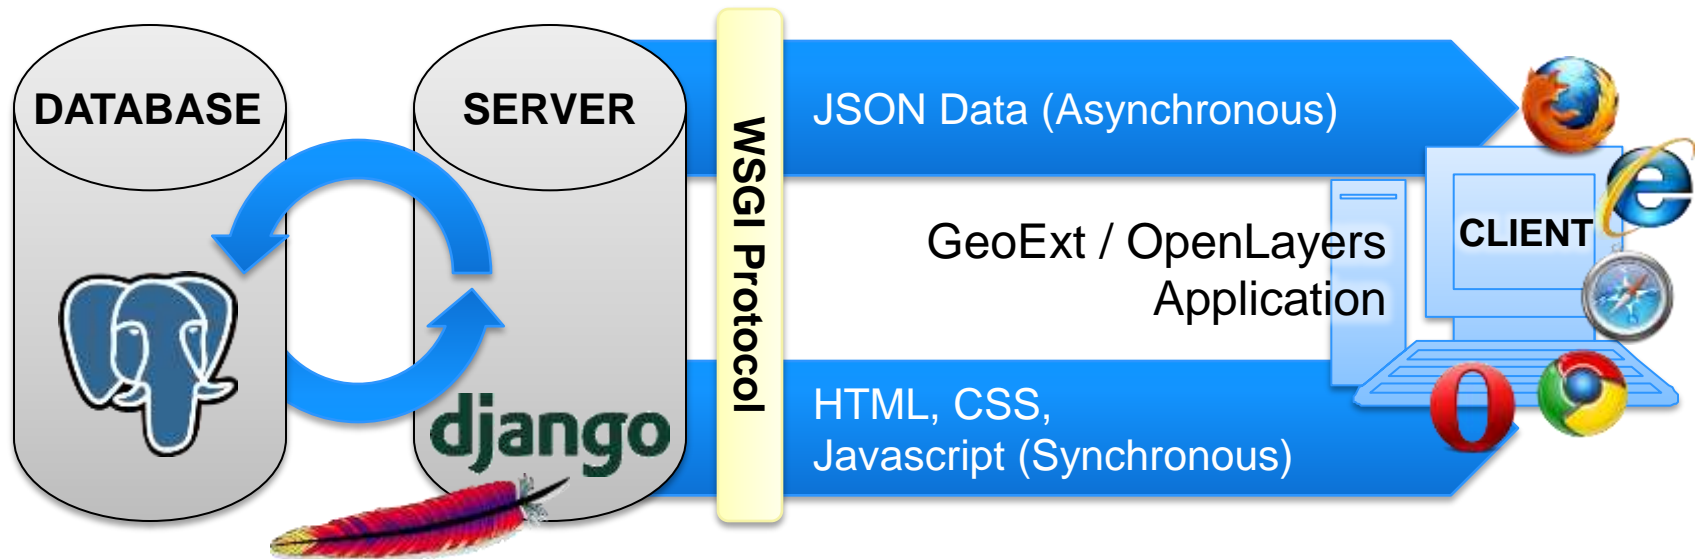 DATABASE
SERVER
WSGI Protocol
JSON Data (Asynchronous)
GeoExt / OpenLayers
Application
CLIENT
django
HTML, CSS,
Javascript (Synchronous)